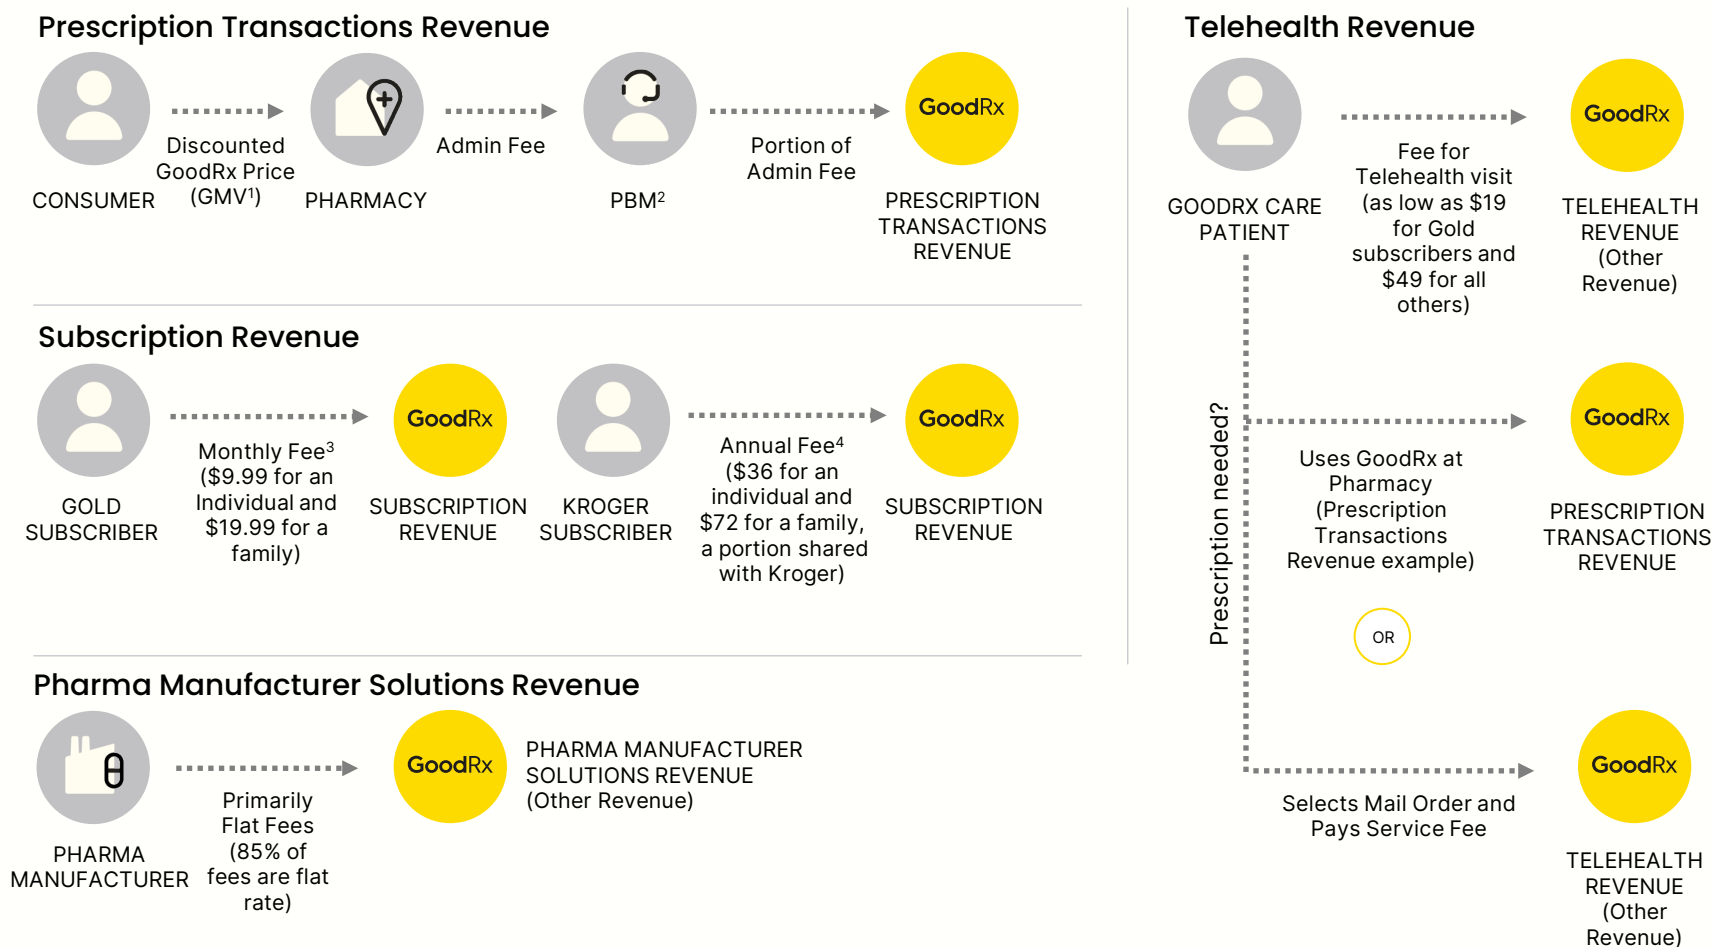 Prescription Transactions Revenue
CONSUMER
Discounted
GoodRx Price
(GMV¹)
PHARMACY
Admin Fee
PBM²
Portion of
Admin Fee
GoodRx
PRESCRIPTION
TRANSACTIONS
REVENUE
Subscription Revenue
GOLD
SUBSCRIBER
Monthly Fee³
($9.99 for an
Individual and
$19.99 for a
family)
GoodRx
SUBSCRIPTION
REVENUE
KROGER
SUBSCRIBER
Annual Fee⁴
($36 for an
individual and
$72 for a family,
a portion shared
with Kroger)
GoodRx
SUBSCRIPTION
REVENUE
Pharma Manufacturer Solutions Revenue
PHARMA
MANUFACTURER
Primarily
Flat Fees
(85% of
fees are flat
rate)
GoodRx
PHARMA MANUFACTURER
SOLUTIONS REVENUE
(Other Revenue)
Telehealth Revenue
GOODRX CARE
PATIENT
Fee for
Telehealth visit
(as low as $19
for Gold
subscribers and
$49 for all
others)
GoodRx
TELEHEALTH
REVENUE
(Other
Revenue)
Prescription needed?
Uses GoodRx at
Pharmacy
(Prescription
Transactions
Revenue example)
GoodRx
PRESCRIPTION
TRANSACTIONS
REVENUE
OR
Selects Mail Order and
Pays Service Fee
GoodRx
TELEHEALTH
REVENUE
(Other
Revenue)